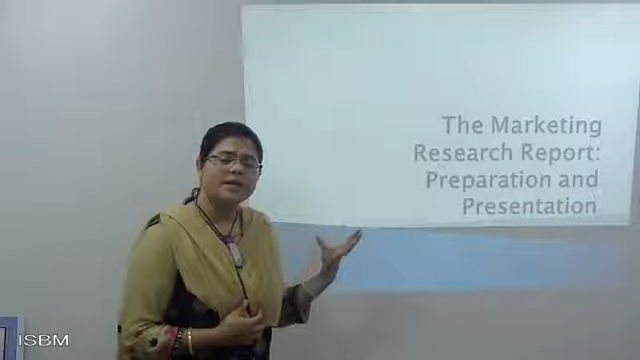 The Marketing
Research Report:
Preparation and
Presentation
ISBM